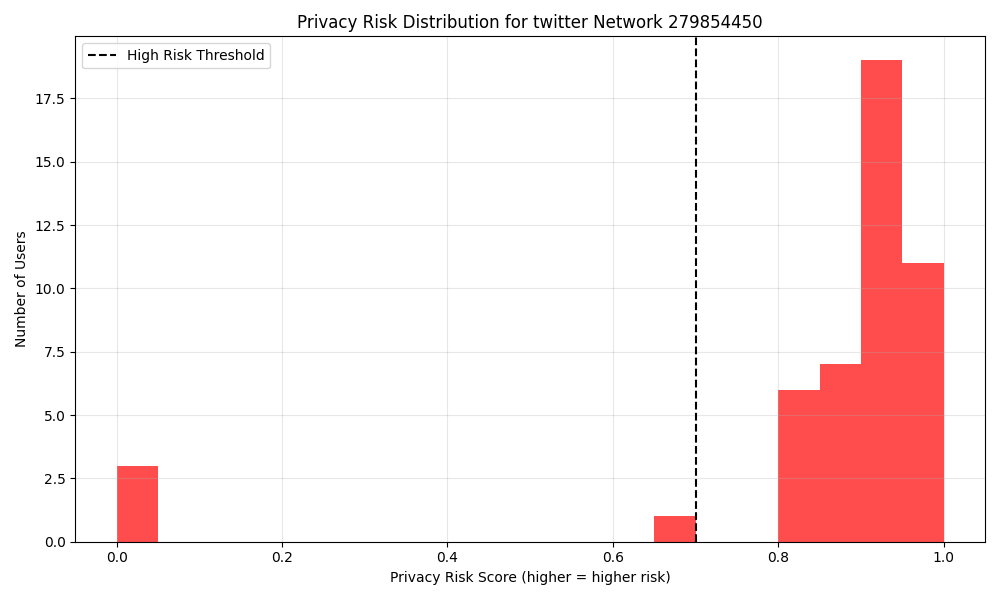 Privacy Risk Distribution for twitter Network 279854450
High Risk Threshold
17.5
15.0
12.5
10.0
7.5
5.0
2.5
0.0
Number of Users
0.0 0.2 0.4 0.6 0.8 1.0
Privacy Risk Score (higher = higher risk)